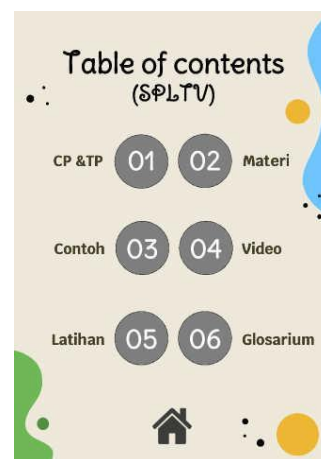 Table of contents
(SPLTV)
CP &TP 01 02 Materi
Contoh 03 04 Video
Latihan 05 06 Glosarium